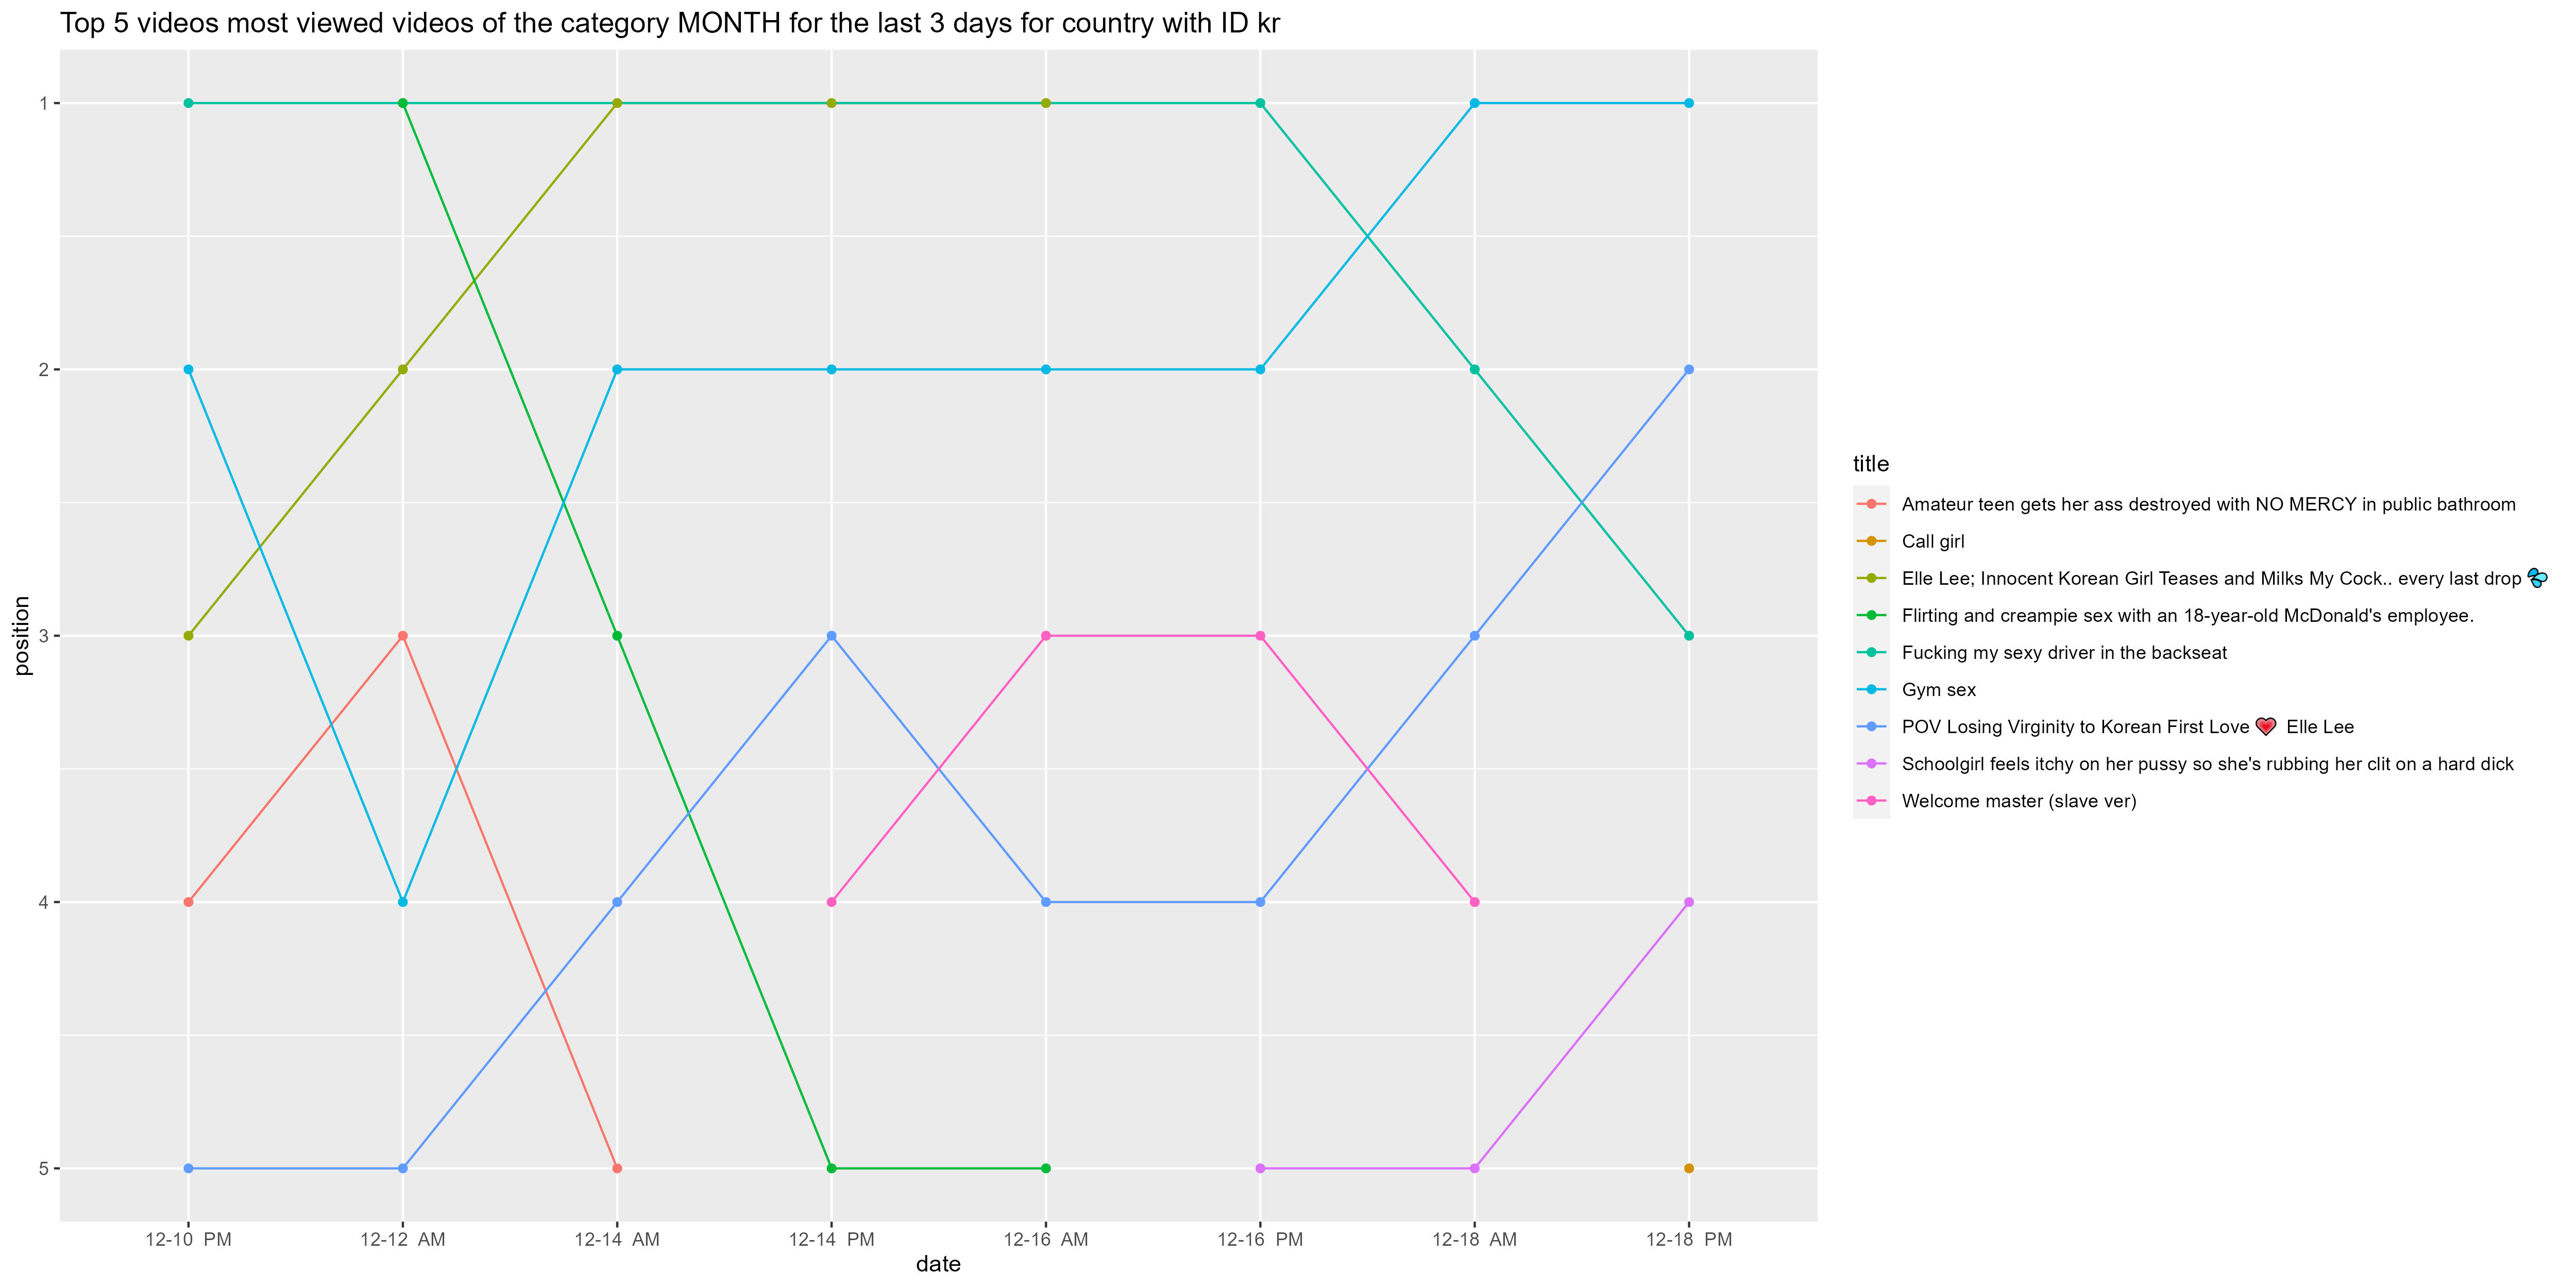 Top 5 videos most viewed videos of the category MONTH for the last 3 days for country with ID kr
1
2
3
4
5
position
12-10 PM
12-12 AM
12-14 AM
12-14 PM
12-16 AM
12-16 PM
12-18 AM
12-18 PM
date
title
Amateur teen gets her ass destroyed with NO MERCY in public bathroom
Call girl
Elle Lee; Innocent Korean Girl Teases and Milks My Cock.. every last drop 💦
Flirting and creampie sex with an 18-year-old McDonald's employee.
Fucking my sexy driver in the backseat
Gym sex
POV Losing Virginity to Korean First Love ❤️ Elle Lee
Schoolgirl feels itchy on her pussy so she's rubbing her clit on a hard dick
Welcome master (slave ver)